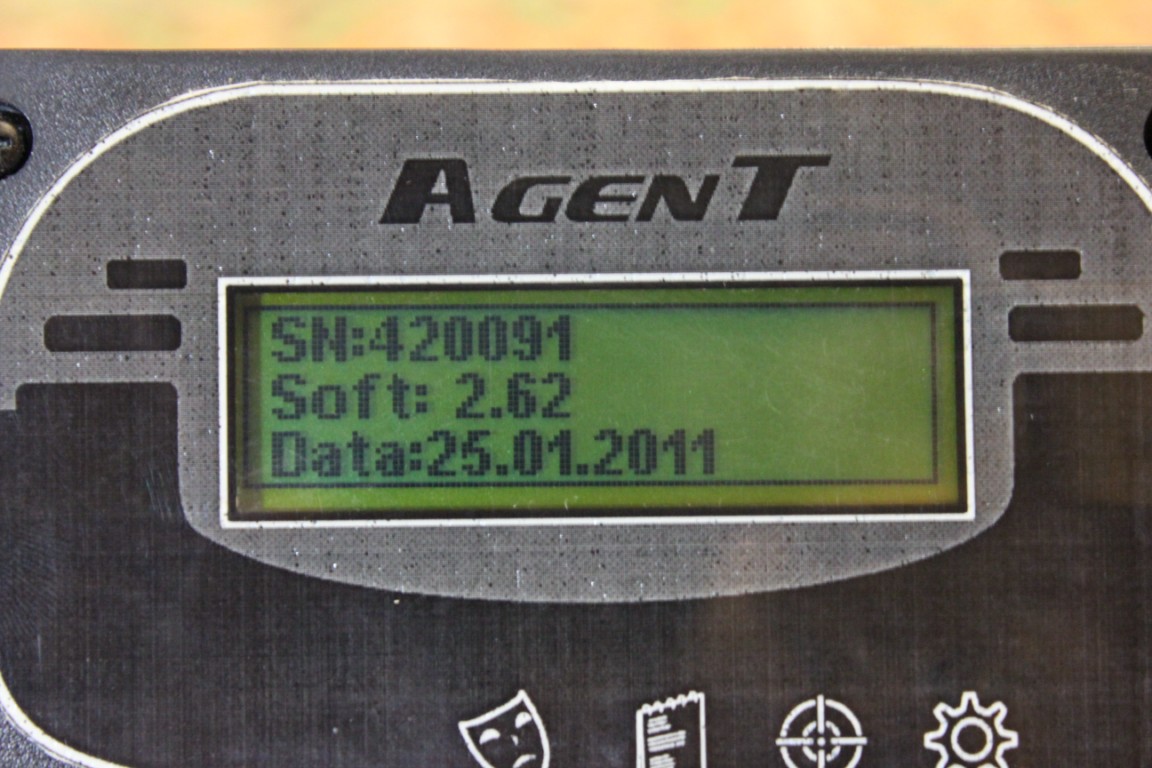 AGENT
SN:420091
Soft: 2.62
Data:25.01.2011